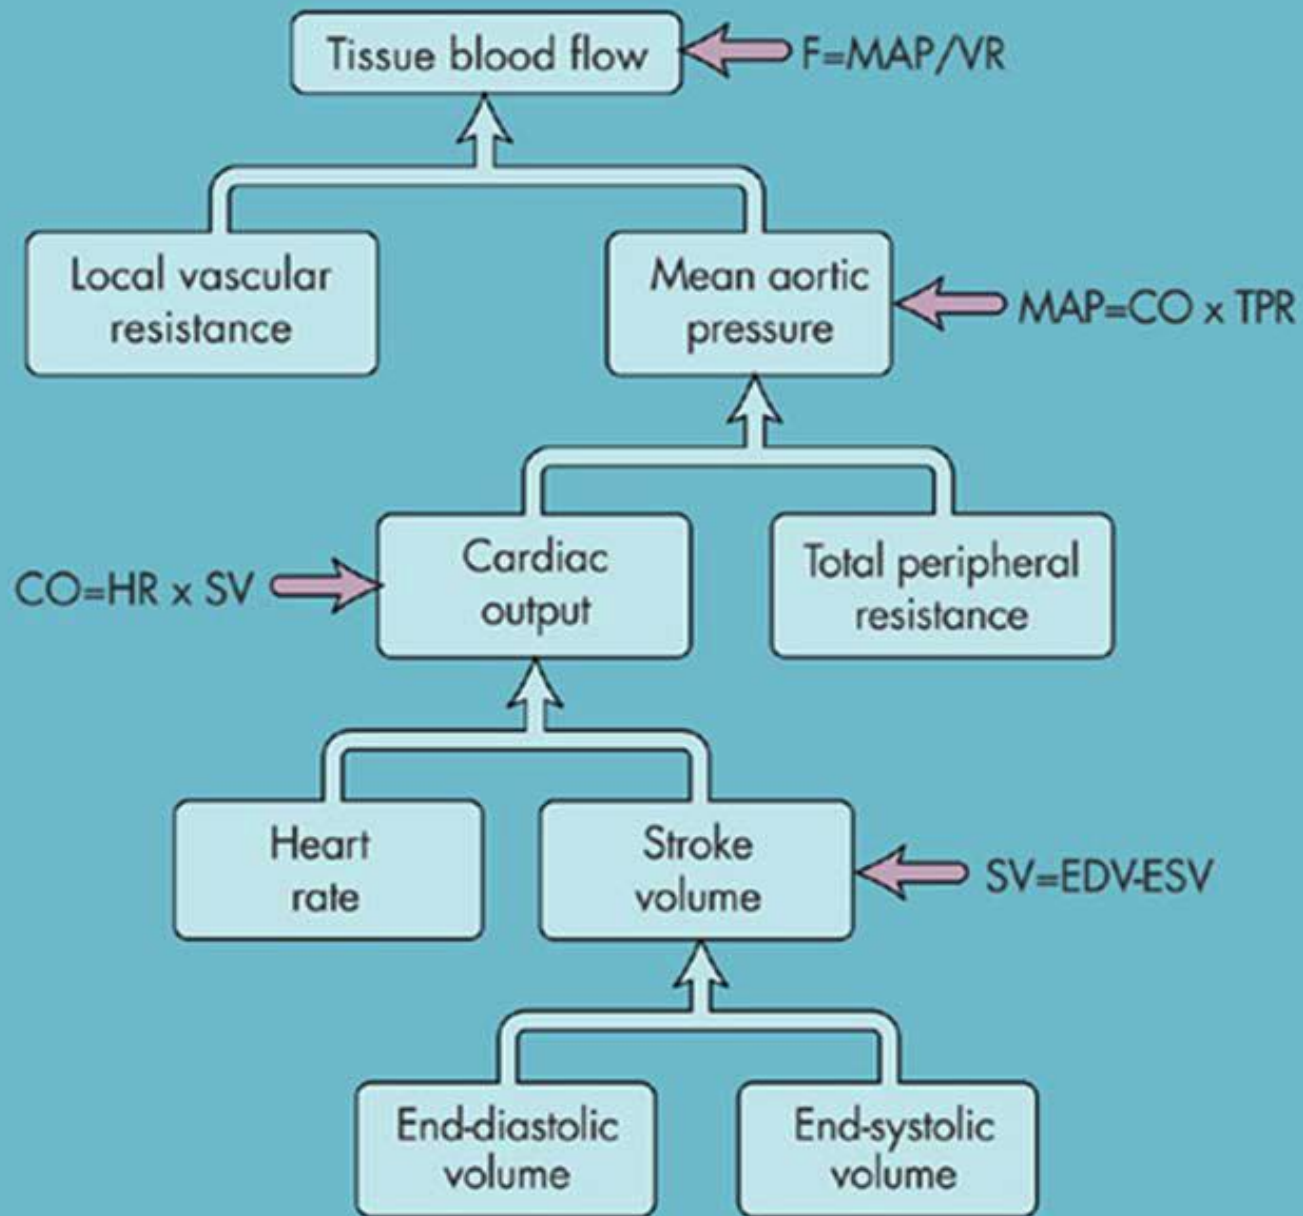 Tissue blood flow
F=MAP/VR
Local vascular
resistance
Mean aortic
pressure
MAP=CO x TPR
CO=HR x SV
Cardiac
output
Total peripheral
resistance
Heart
rate
Stroke
volume
SV=EDV-ESV
End-diastolic
volume
End-systolic
volume